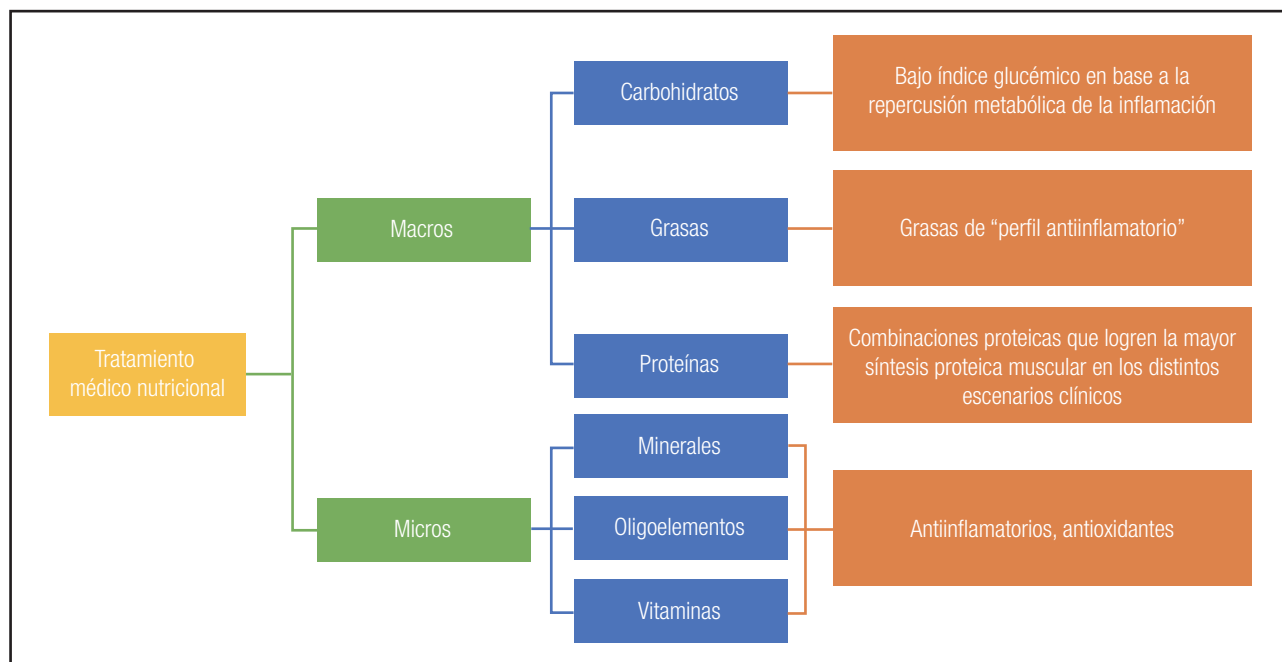 Tratamiento
médico nutricional
Macros
Carbohidratos
Bajo índice glucémico en base a la
repercusión metabólica de la inflamación
Grasas
Grasas de “perfil antiinflamatorio”
Proteínas
Combinaciones proteicas que logren la mayor
síntesis proteica muscular en los distintos
escenarios clínicos
Micros
Minerales
Oligoelementos
Vitaminas
Antiinflamatorios, antioxidantes